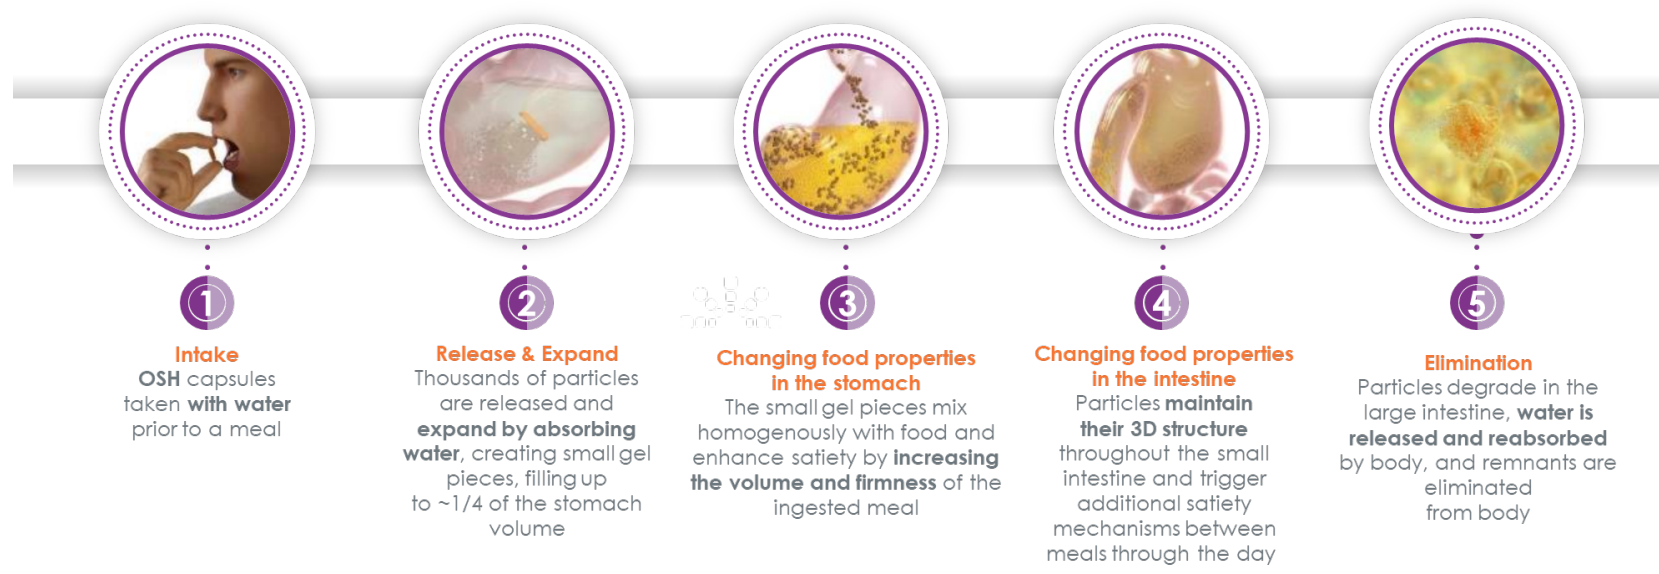 1
Intake
OSH capsules
taken with water
prior to a meal
2
Release & Expand
Thousands of particles
are released and
expand by absorbing
water, creating small gel
pieces, filling up
to ~1/4 of the stomach
volume
3
Changing food properties
in the stomach
The small gel pieces mix
homogenously with food and
enhance satiety by increasing
the volume and firmness of the
ingested meal
4
Changing food properties
in the intestine
Particles maintain
their 3D structure
throughout the small
intestine and trigger
additional satiety
mechanisms between
meals through the day
5
Elimination
Particles degrade in the
large intestine, water is
released and reabsorbed
by body, and remnants are
eliminated
from body